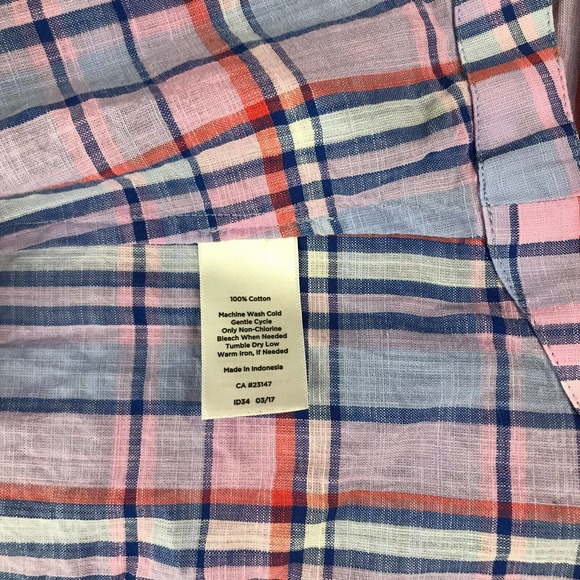 100% Cotton
Machine Wash Cold
Gentle Cycle
Only Non-Chlorine
Bleach When Needed
Tumble Dry Low
Warm Iron, If Needed
Made In Indonesia
CA #23147
ID34 03/17